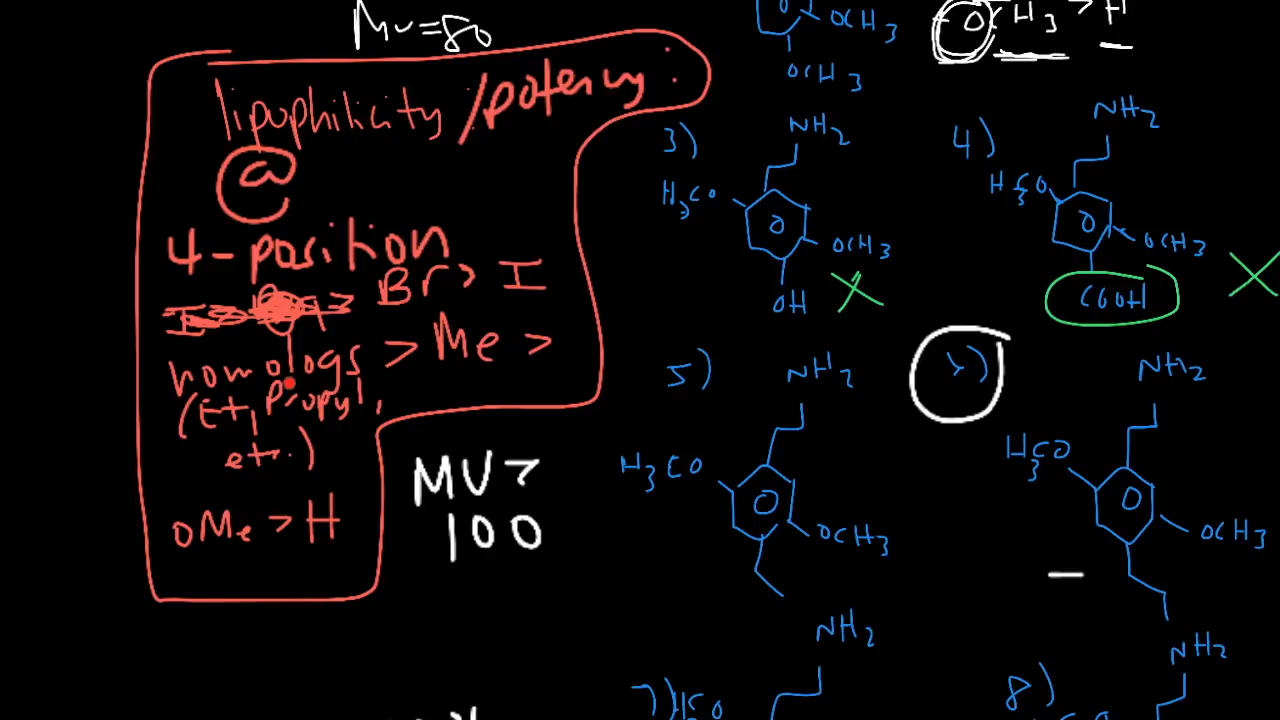 Mu=80
lipophilicity /potency :
@
4-position
Br > I
homologs > Me >
(Et, Propyl,
etc.)
OMe > H
MU >
100
OCH3
OCH3
OCH3 > H
3)
NH2
H3CO
OCH3
OH
4)
NH2
H3CO
OCH3
COOH
5)
NH2
H3CO
OCH3
NH2
H3CO
OCH3
7)
NH2
8)
NH2